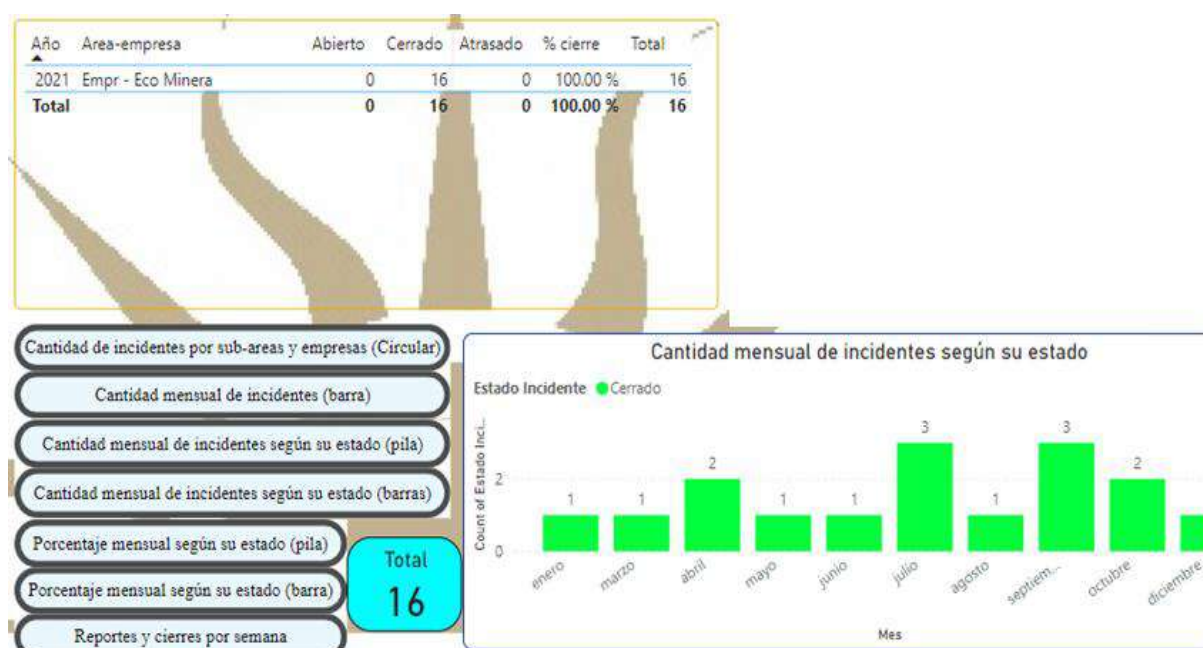 Año Area-empresa Abierto Cerrado Atrasado % cierre Total
2021 Empr - Eco Minera 0 16 0 100.00 % 16
Total 0 16 0 100.00 % 16
Cantidad de incidentes por sub-areas y empresas (Circular)
Cantidad mensual de incidentes (barra)
Cantidad mensual de incidentes según su estado (pila)
Cantidad mensual de incidentes según su estado (barras)
Porcentaje mensual según su estado (pila)
Porcentaje mensual según su estado (barra)
Reportes y cierres por semana
Total
16
Cantidad mensual de incidentes según su estado
Estado Incidente Cerrado
Count of Estado Inci...
2
0
1 1 2 1 1 3 1 3 2
enero marzo abril mayo junio julio agosto septiem... octubre diciembre
Mes